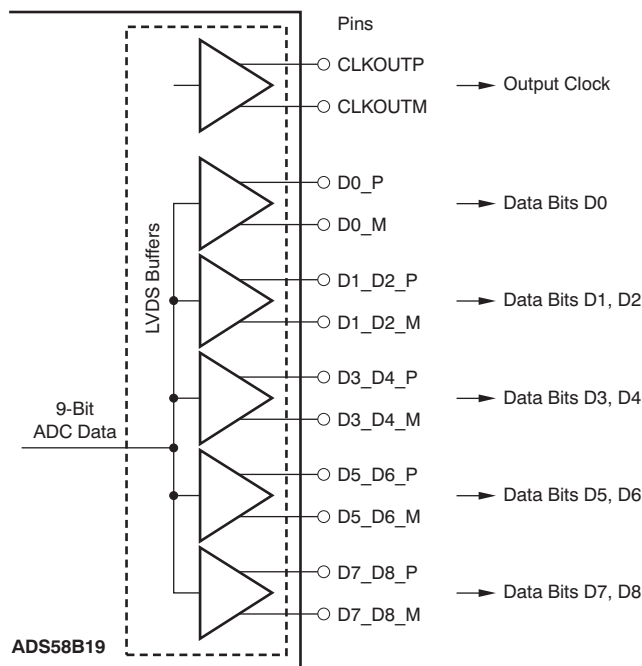 Pins
CLKOUTP
CLKOUTM
Output Clock
D0_P
D0_M
Data Bits D0
LVDS Buffers
D1_D2_P
D1_D2_M
Data Bits D1, D2
9-Bit
ADC Data
D3_D4_P
D3_D4_M
Data Bits D3, D4
D5_D6_P
D5_D6_M
Data Bits D5, D6
D7_D8_P
D7_D8_M
Data Bits D7, D8
ADS58B19